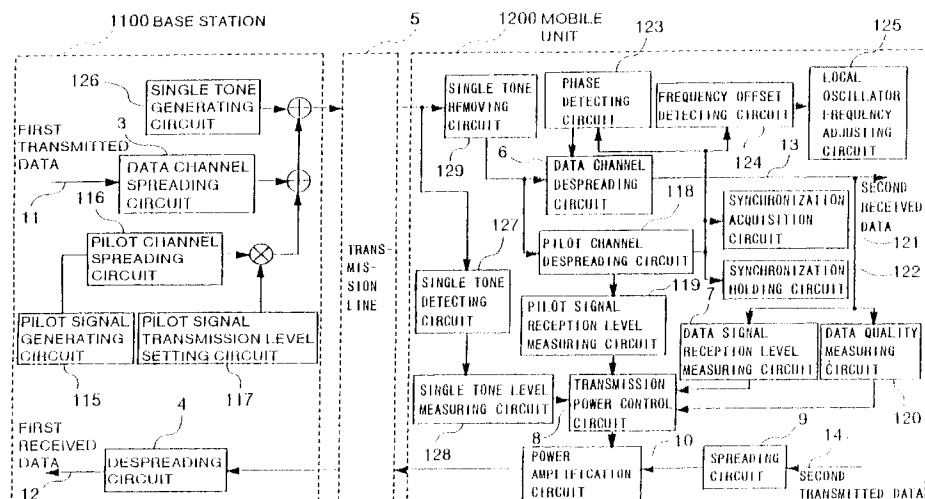 1100 BASE STATION
5
1200 MOBILE
UNIT
123
125
126
SINGLE TONE
GENERATING
CIRCUIT
SINGLE TONE
REMOVING
CIRCUIT
PHASE
DETECTING
CIRCUIT
FREQUENCY OFFSET
DETECTING CIRCUIT
LOCAL
OSCILLATOR
FREQUENCY
ADJUSTING
CIRCUIT
FIRST
TRANSMITTED
DATA
3
11
DATA CHANNEL
SPREADING
CIRCUIT
129
6
DATA CHANNEL
DESPREADING
CIRCUIT
124
13
SECOND
RECEIVED
DATA
116
PILOT CHANNEL
SPREADING
CIRCUIT
TRANS-
MIS-
SION
LINE
127
118
PILOT CHANNEL
DESPREADING CIRCUIT
SYNCHRONIZATION
ACQUISITION
CIRCUIT
121
SINGLE TONE
DETECTING
CIRCUIT
119
SYNCHRONIZATION
HOLDING CIRCUIT
122
PILOT SIGNAL
GENERATING
CIRCUIT
PILOT SIGNAL
TRANSMISSION LEVEL
SETTING CIRCUIT
PILOT SIGNAL
RECEPTION LEVEL
MEASURING CIRCUIT
7
DATA SIGNAL
RECEPTION LEVEL
MEASURING CIRCUIT
DATA QUALITY
MEASURING
CIRCUIT
115
117
SINGLE TONE LEVEL
MEASURING CIRCUIT
TRANSMISSION
POWER CONTROL
CIRCUIT
120
FIRST
RECEIVED
DATA
4
128
8
10
9
14
12
DESPREADING
CIRCUIT
POWER
AMPLIFICATION
CIRCUIT
SPREADING
CIRCUIT
SECOND
TRANSMITTED DATA